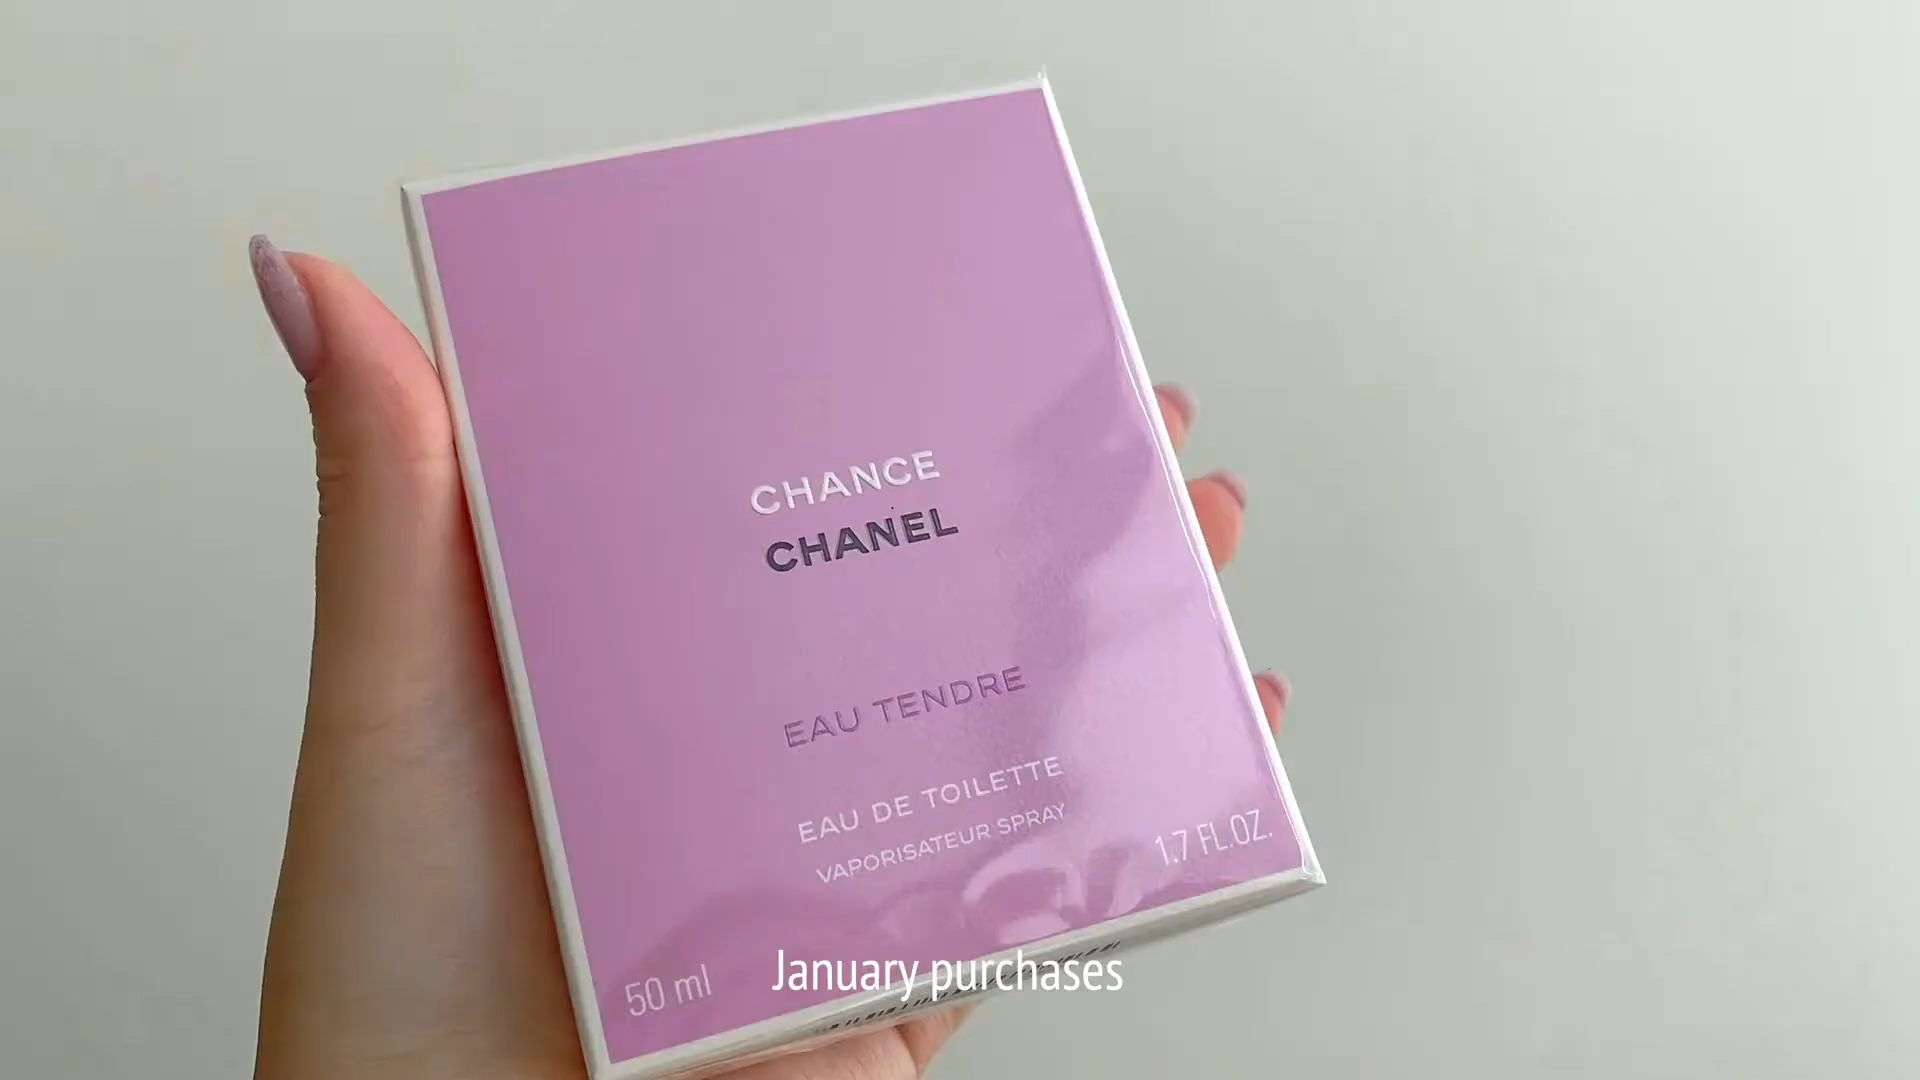 CHANCE
CHANEL
EAU TENDRE
EAU DE TOILETTE
VAPORISATEUR SPRAY
50 ml 1.7 FL.OZ.
January purchases